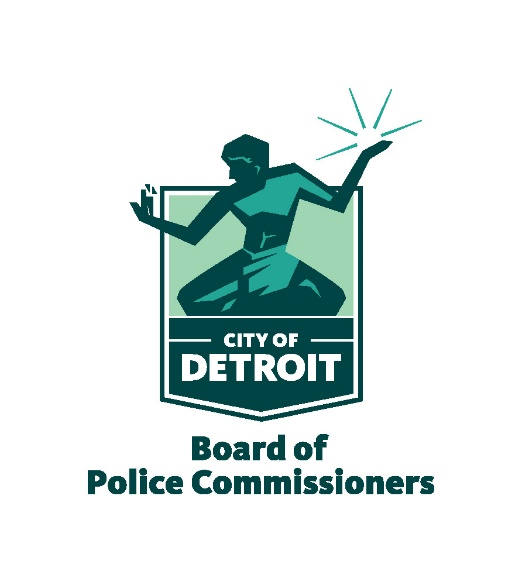 CITY OF
DETROIT
Board of
Police Commissioners